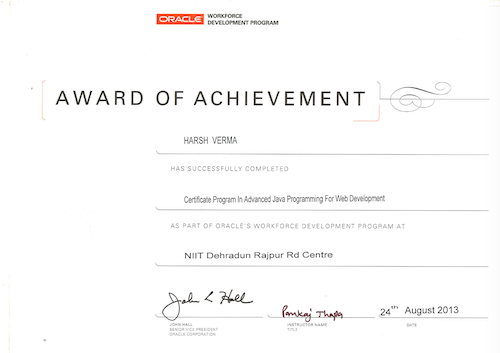 ORACLE WORKFORCE
DEVELOPMENT PROGRAM
AWARD OF ACHIEVEMENT
HARSH VERMA
HAS SUCCESSFULLY COMPLETED
Certificate Program In Advanced Java Programming For Web Development
AS PART OF ORACLE'S WORKFORCE DEVELOPMENT PROGRAM AT
NIIT Dehradun Rajpur Rd Centre
John L Hall Pankaj Thapa 24th August 2013
JOHN HALL INSTRUCTOR NAME DATE
SENIOR VICE PRESIDENT TITLE
ORACLE CORPORATION